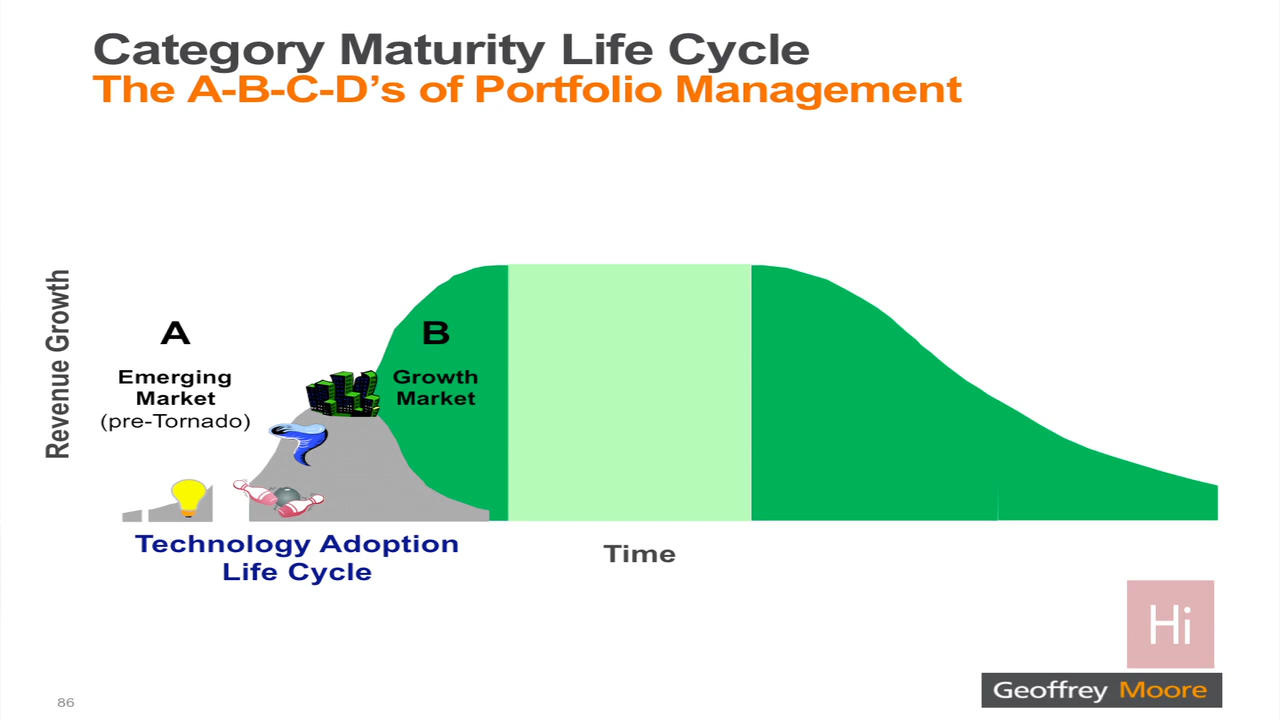 Category Maturity Life Cycle
The A-B-C-D’s of Portfolio Management
Revenue Growth
A
Emerging
Market
(pre-Tornado)
B
Growth
Market
Technology Adoption
Life Cycle
Time
Hi
Geoffrey Moore
86